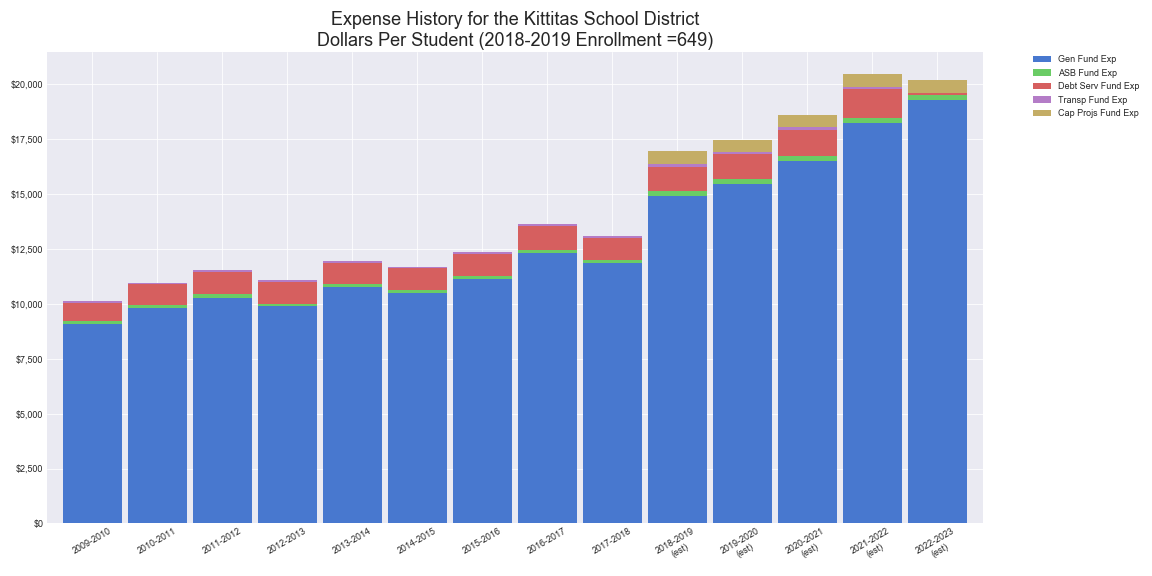 Expense History for the Kittitas School District
Dollars Per Student (2018-2019 Enrollment =649)
Gen Fund Exp
ASB Fund Exp
Debt Serv Fund Exp
Transp Fund Exp
Cap Projs Fund Exp
$20,000
$17,500
$15,000
$12,500
$10,000
$7,500
$5,000
$2,500
$0
2009-2010
2010-2011
2011-2012
2012-2013
2013-2014
2014-2015
2015-2016
2016-2017
2017-2018
2018-2019
(est)
2019-2020
(est)
2020-2021
(est)
2021-2022
(est)
2022-2023
(est)